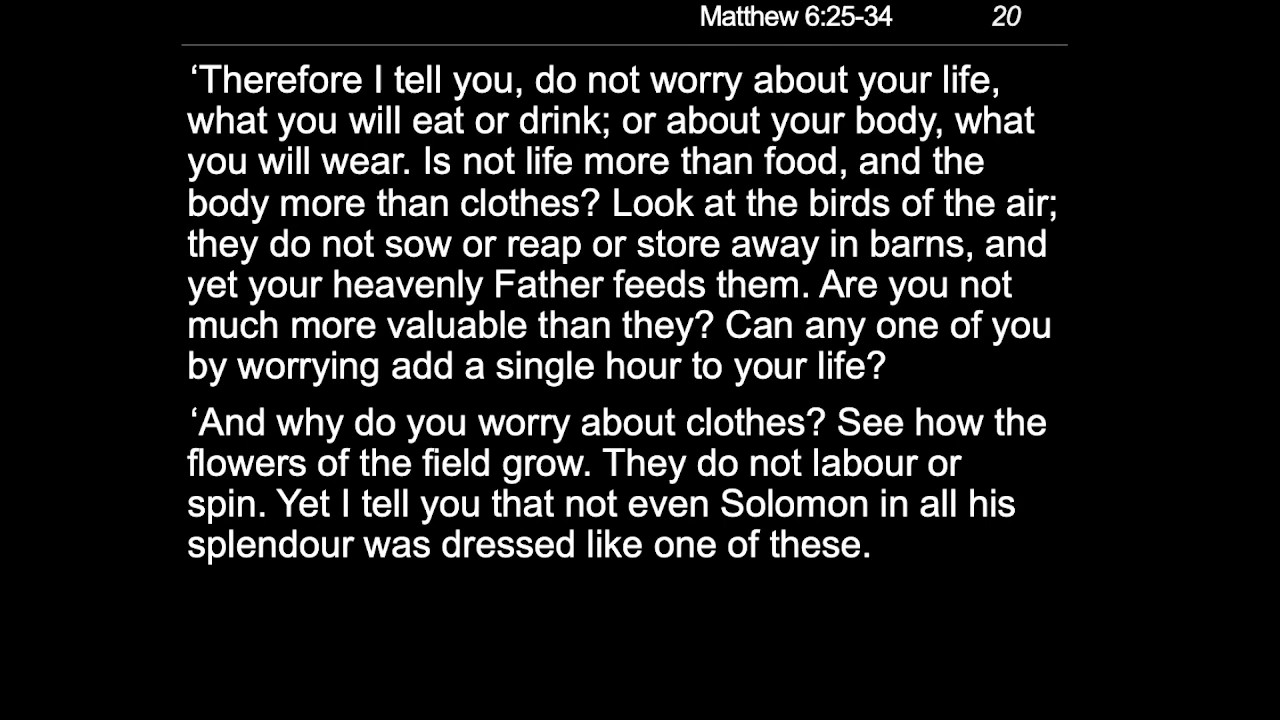 Matthew 6:25-34 20
‘Therefore I tell you, do not worry about your life,
what you will eat or drink; or about your body, what
you will wear. Is not life more than food, and the
body more than clothes? Look at the birds of the air;
they do not sow or reap or store away in barns, and
yet your heavenly Father feeds them. Are you not
much more valuable than they? Can any one of you
by worrying add a single hour to your life?
‘And why do you worry about clothes? See how the
flowers of the field grow. They do not labour or
spin. Yet I tell you that not even Solomon in all his
splendour was dressed like one of these.